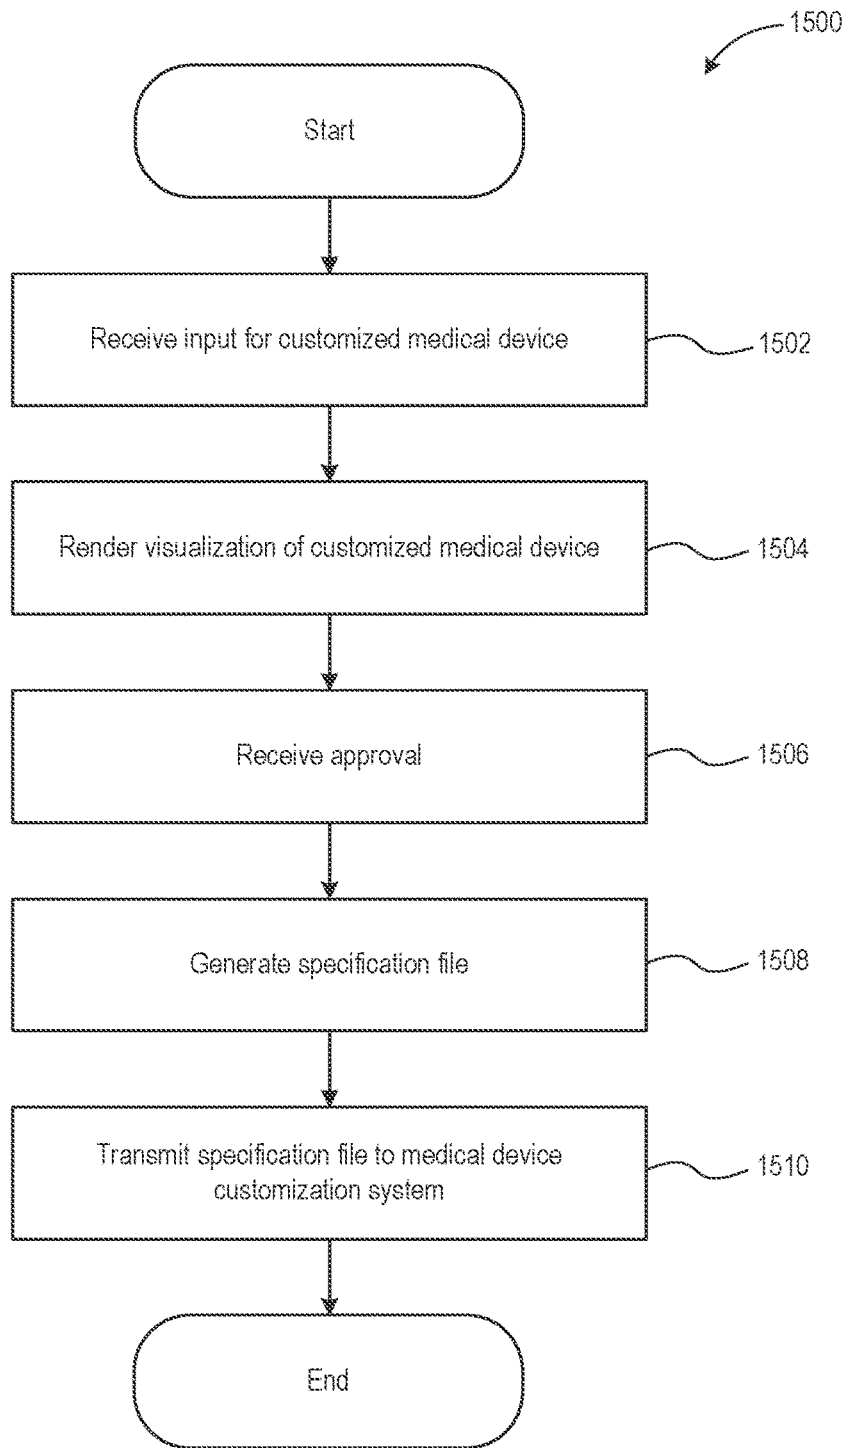 1500
Start
Receive input for customized medical device
1502
Render visualization of customized medical device
1504
Receive approval
1506
Generate specification file
1508
Transmit specification file to medical device
customization system
1510
End